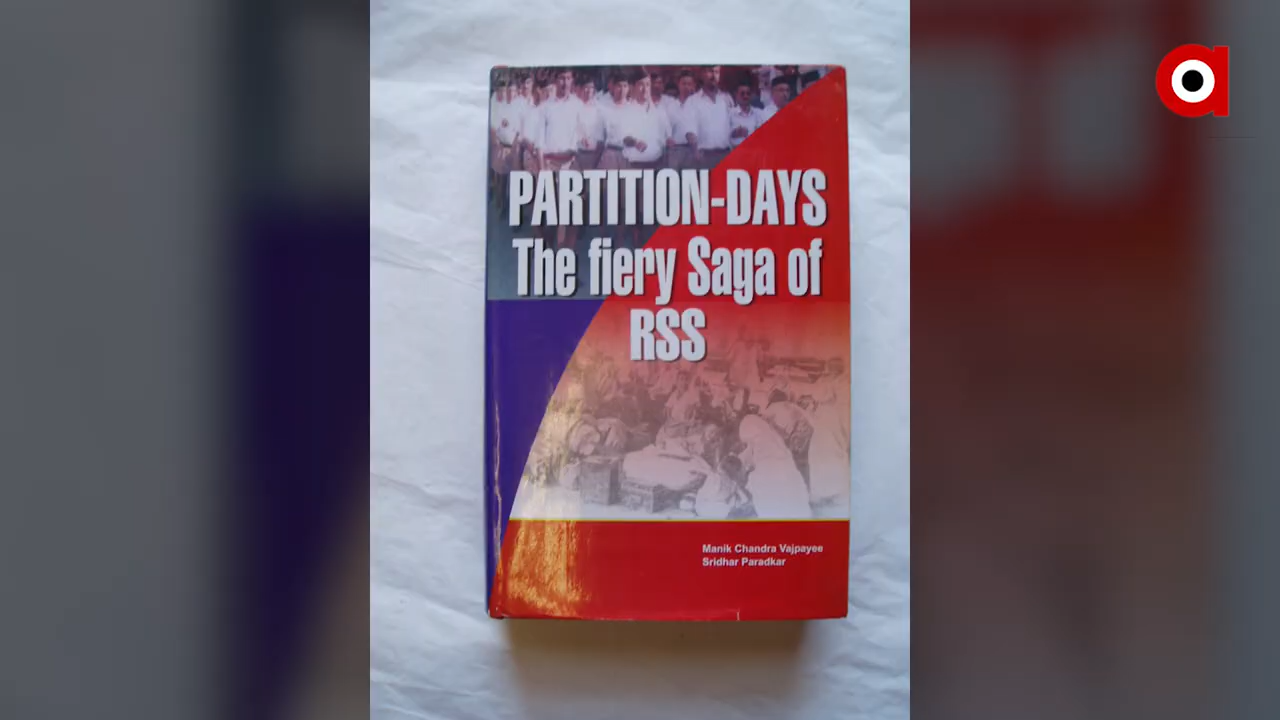 PARTITION-DAYS
The fiery Saga of
RSS
Manik Chandra Vajpayee
Sridhar Paradkar